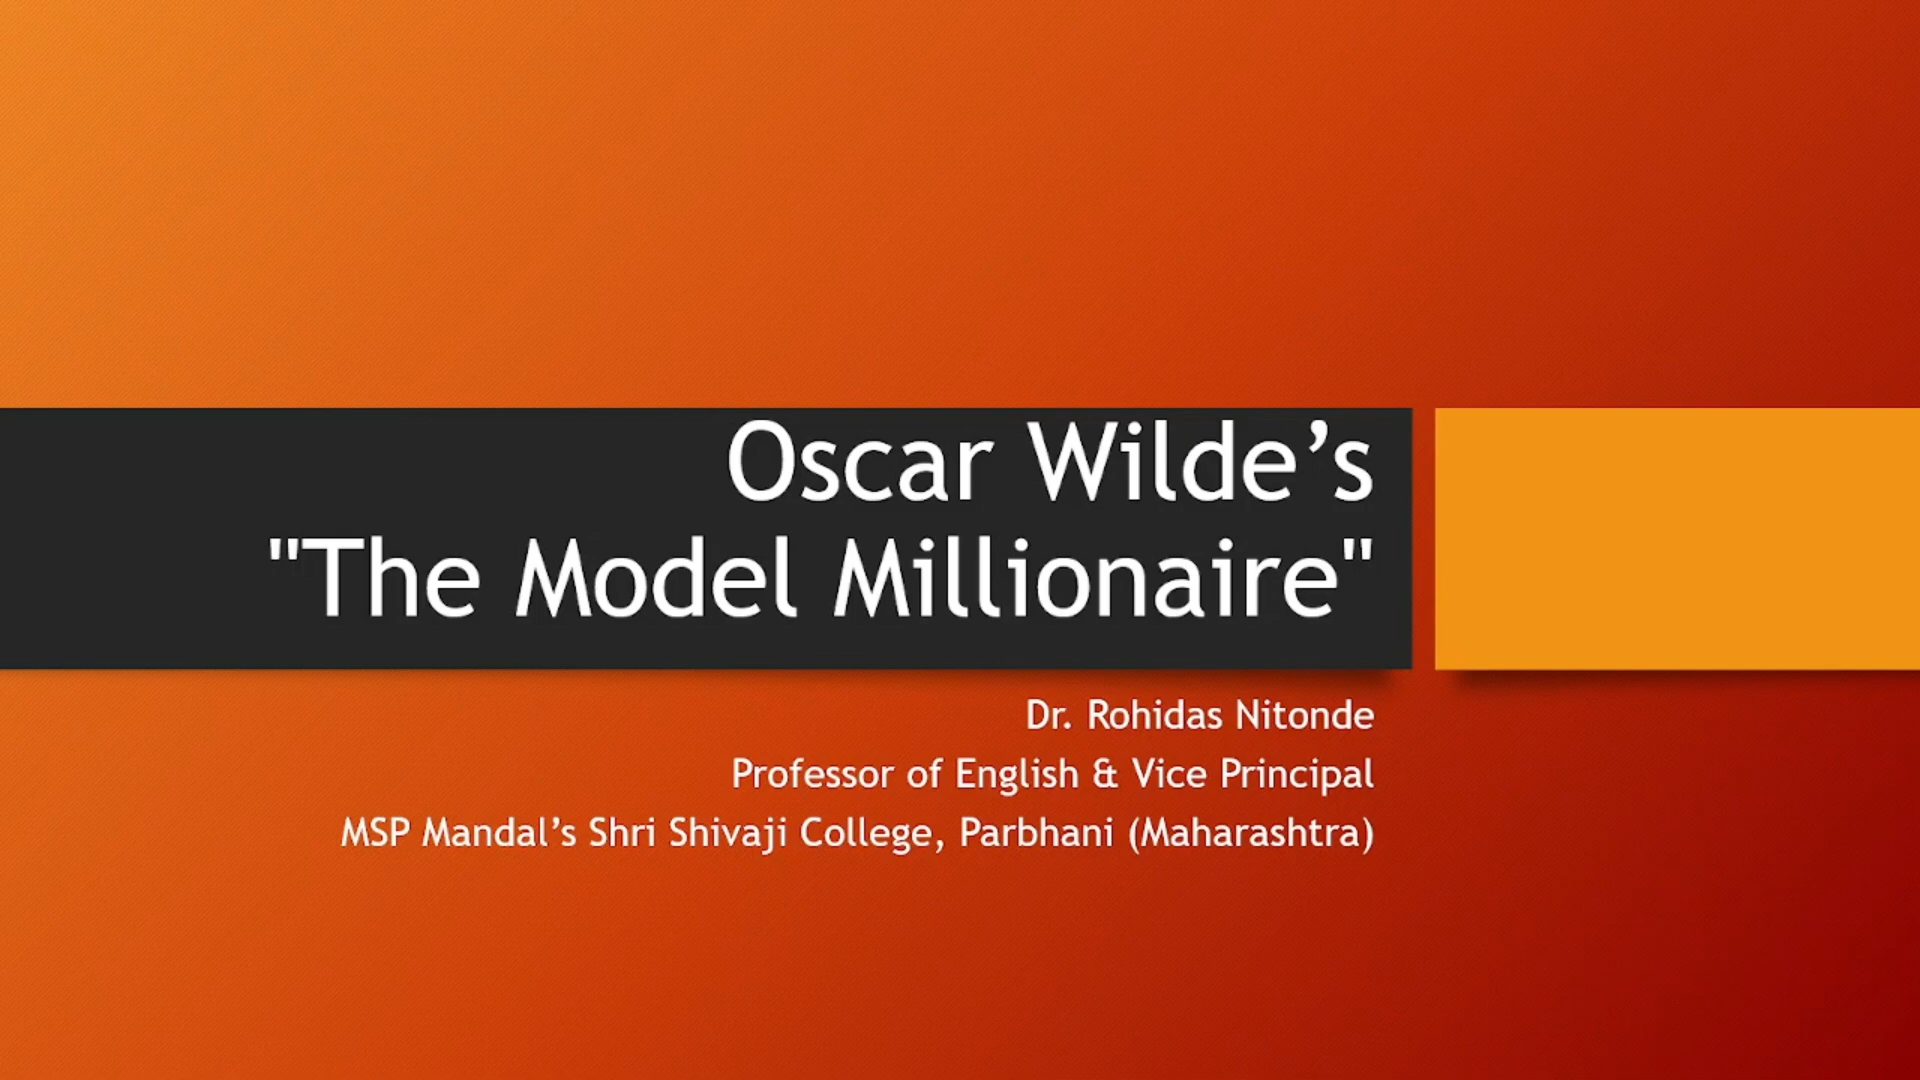 Oscar Wilde’s
"The Model Millionaire"
Dr. Rohidas Nitonde
Professor of English & Vice Principal
MSP Mandal’s Shri Shivaji College, Parbhani (Maharashtra)